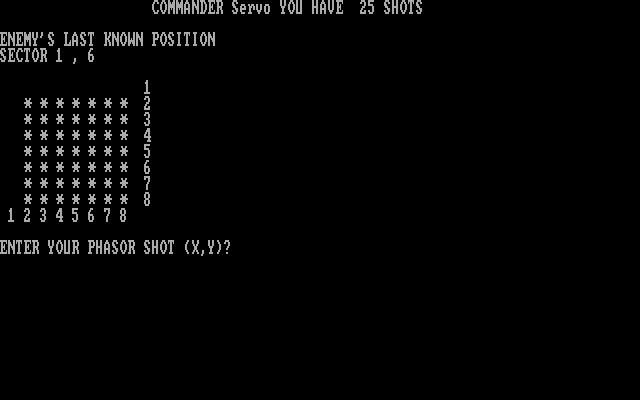 COMMANDER Servo YOU HAVE  25 SHOTS
ENEMY'S LAST KNOWN POSITION
SECTOR 1 , 6
1
* * * * * * *  2
* * * * * * *  3
* * * * * * *  4
* * * * * * *  5
* * * * * * *  6
* * * * * * *  7
* * * * * * *  8
1 2 3 4 5 6 7 8
ENTER YOUR PHASOR SHOT (X,Y)?